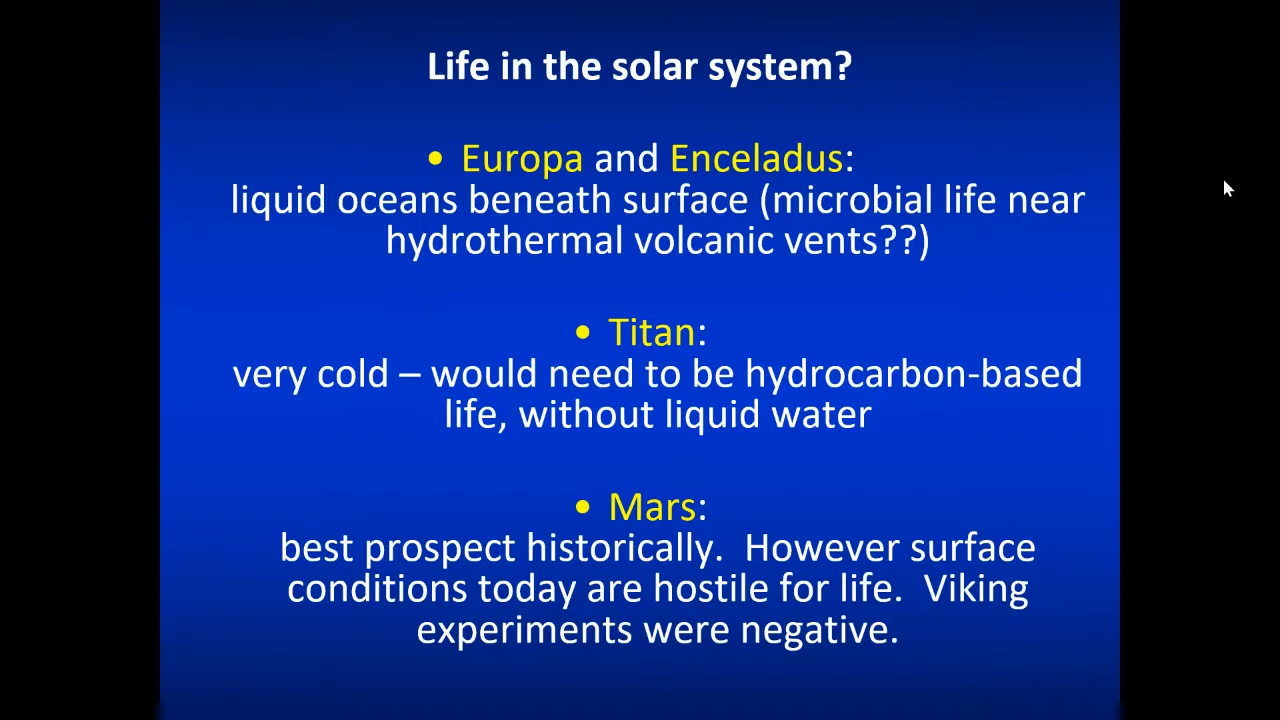 Life in the solar system?
• Europa and Enceladus:
liquid oceans beneath surface (microbial life near
hydrothermal volcanic vents??)
• Titan:
very cold – would need to be hydrocarbon-based
life, without liquid water
• Mars:
best prospect historically.  However surface
conditions today are hostile for life.  Viking
experiments were negative.